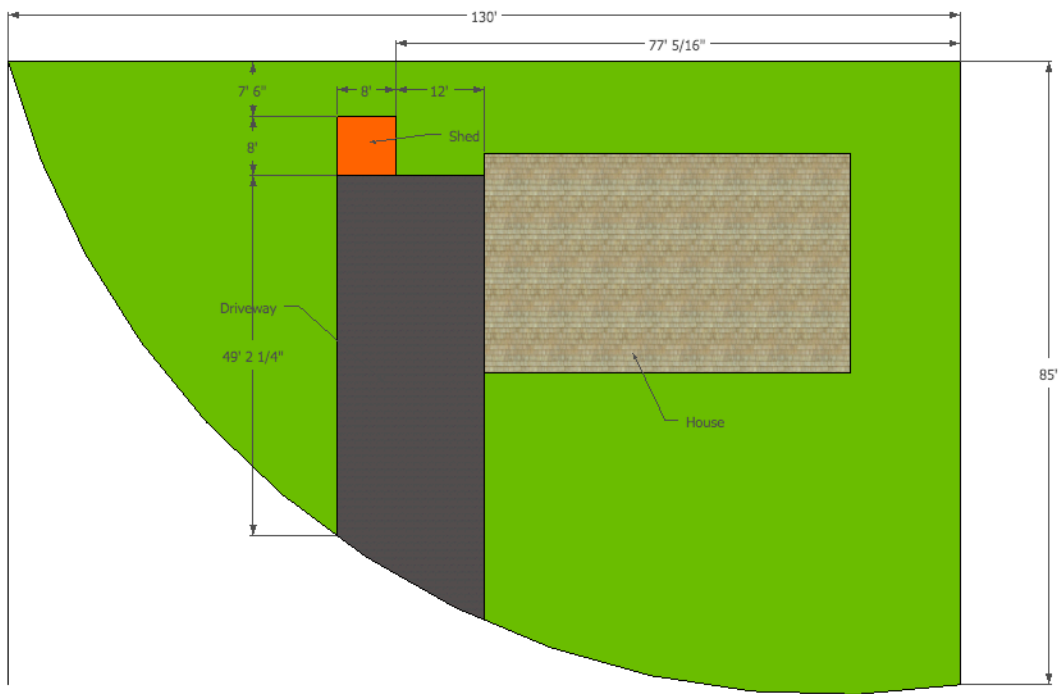 130'
77' 5/16"
7' 6"
8'
12'
Shed
8'
Driveway
49' 2 1/4"
85'
House